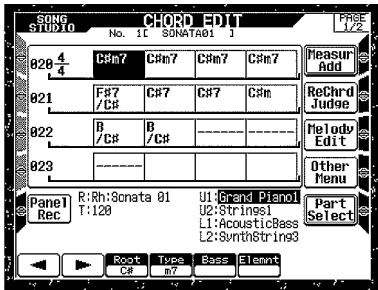 SONG STUDIO
CHORD EDIT
PAGE 1/2
No. 1[ SONATA01 ]
020 4/4 C#m7 C#m7 C#m7 C#m7
Measur Add
021 F#7/C# C#7 C#7 C#m
ReChrd Judge
022 B/C# B/C# ------ ------
Melody Edit
023 ------
Other Menu
Panel Rec
R:Rh:Sonata 01
T:120
U1:Grand Piano1
U2:Strings1
L1:AcousticBass
L2:SynthString3
Part Select
Root Type Bass Elemnt
C# m7